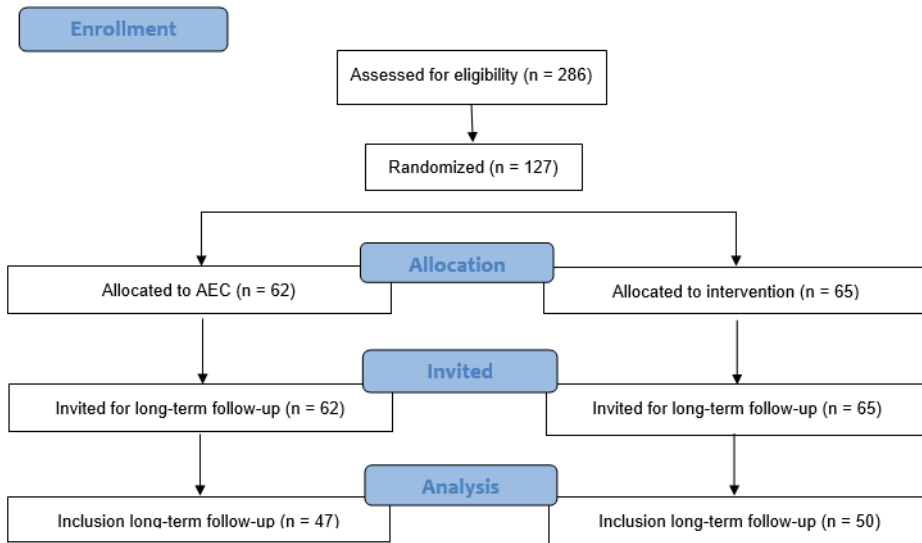 Enrollment
Assessed for eligibility (n = 286)
Randomized (n = 127)
Allocation
Allocated to AEC (n = 62)
Allocated to intervention (n = 65)
Invited
Invited for long-term follow-up (n = 62)
Invited for long-term follow-up (n = 65)
Analysis
Inclusion long-term follow-up (n = 47)
Inclusion long-term follow-up (n = 50)